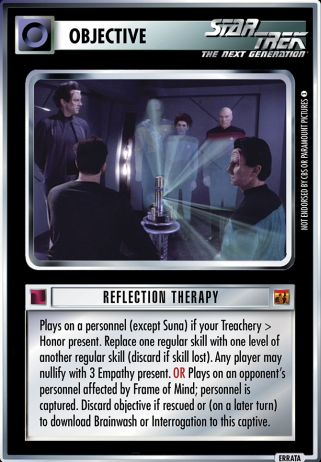 OBJECTIVE
STAR TREK
THE NEXT GENERATION
NOT ENDORSED BY CBS OR PARAMOUNT PICTURES
REFLECTION THERAPY
Plays on a personnel (except Suna) if your Treachery >
Honor present. Replace one regular skill with one level of
another regular skill (discard if skill lost). Any player may
nullify with 3 Empathy present. OR Plays on an opponent's
personnel affected by Frame of Mind; personnel is
captured. Discard objective if rescued or (on a later turn)
to download Brainwash or Interrogation to this captive.
ERRATA